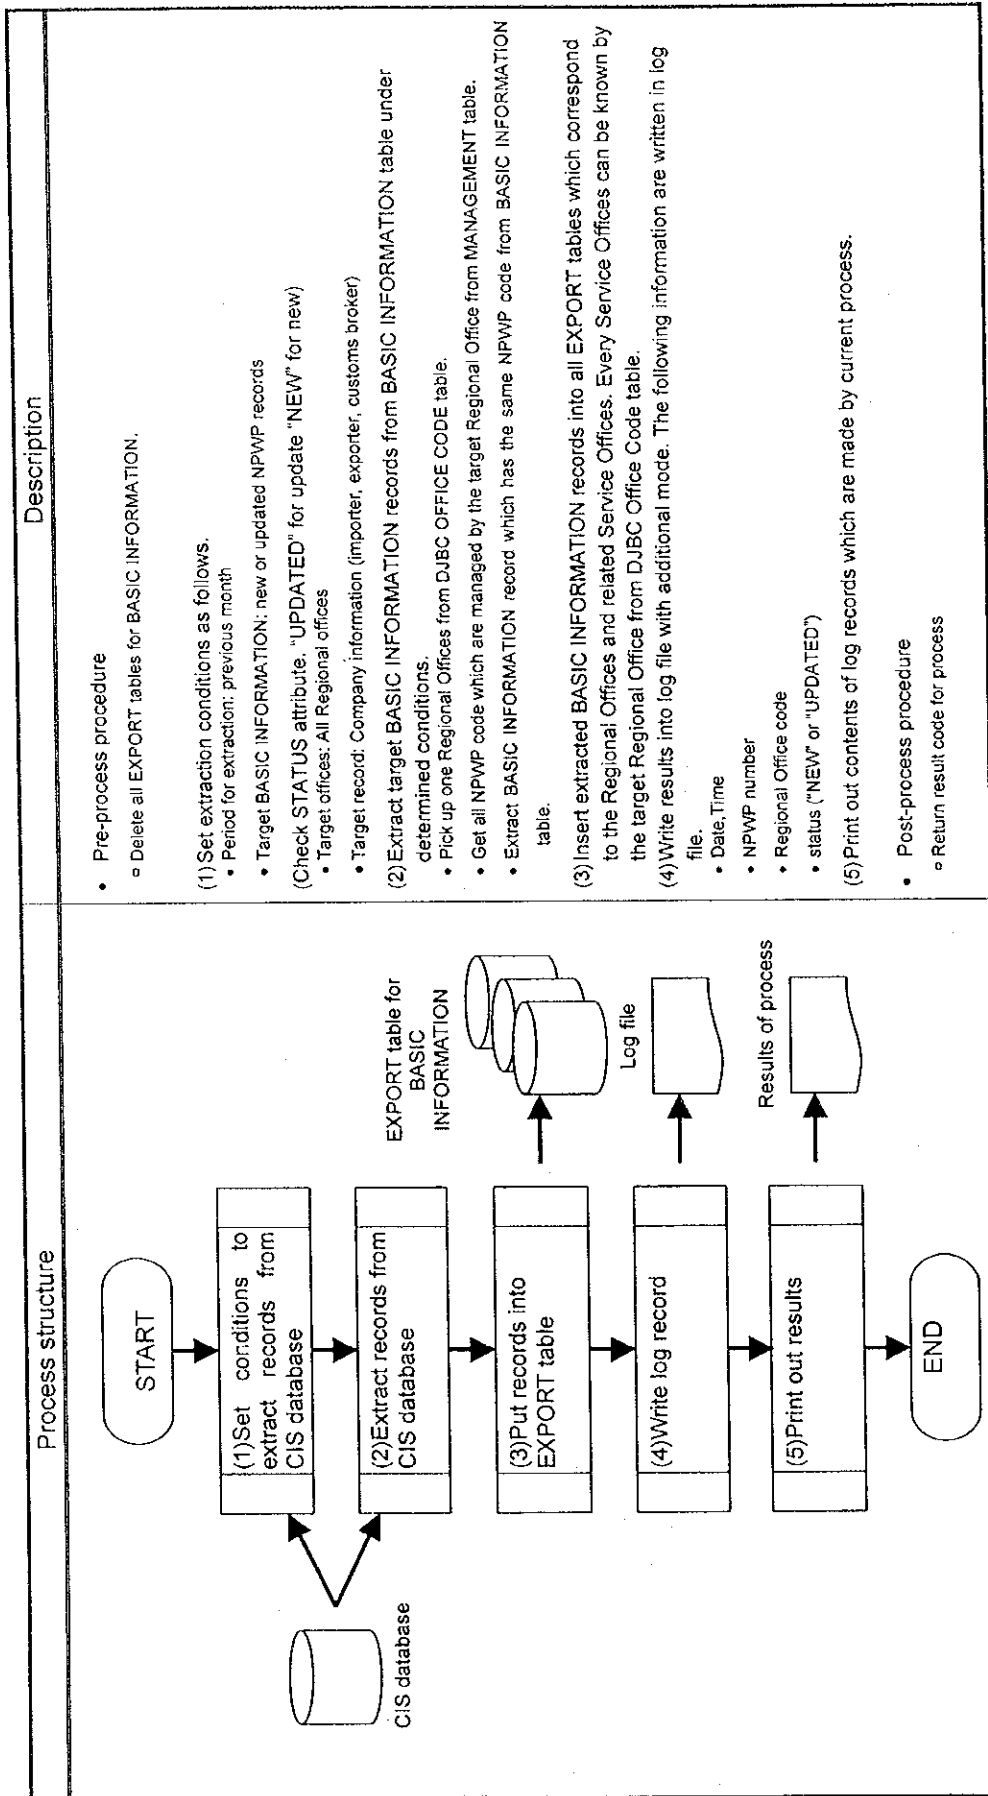 Process structure
Description
START
(1)Set conditions to
extract records from
CIS database
(2)Extract records from
CIS database
(3)Put records into
EXPORT table
(4)Write log record
(5)Print out results
END
CIS database
EXPORT table for
BASIC
INFORMATION
Log file
Results of process
• Pre-process procedure
▫ Delete all EXPORT tables for BASIC INFORMATION.
(1)Set extraction conditions as follows.
• Period for extraction: previous month
• Target BASIC INFORMATION: new or updated NPWP records
(Check STATUS attribute. "UPDATED" for update "NEW" for new)
• Target offices: All Regional offices
• Target record: Company information (importer, exporter, customs broker)
(2)Extract target BASIC INFORMATION records from BASIC INFORMATION table under
determined conditions.
• Pick up one Regional Offices from DJBC OFFICE CODE table.
• Get all NPWP code which are managed by the target Regional Office from MANAGEMENT table.
• Extract BASIC INFORMATION record which has the same NPWP code from BASIC INFORMATION
table.
(3)Insert extracted BASIC INFORMATION records into all EXPORT tables which correspond
to the Regional Offices and related Service Offices. Every Service Offices can be known by
the target Regional Office from DJBC Office Code table.
(4)Write results into log file with additional mode. The following information are written in log
file.
• Date,Time
• NPWP number
• Regional Office code
• status ("NEW" or "UPDATED")
(5)Print out contents of log records which are made by current process.
• Post-process procedure
▫ Return result code for process